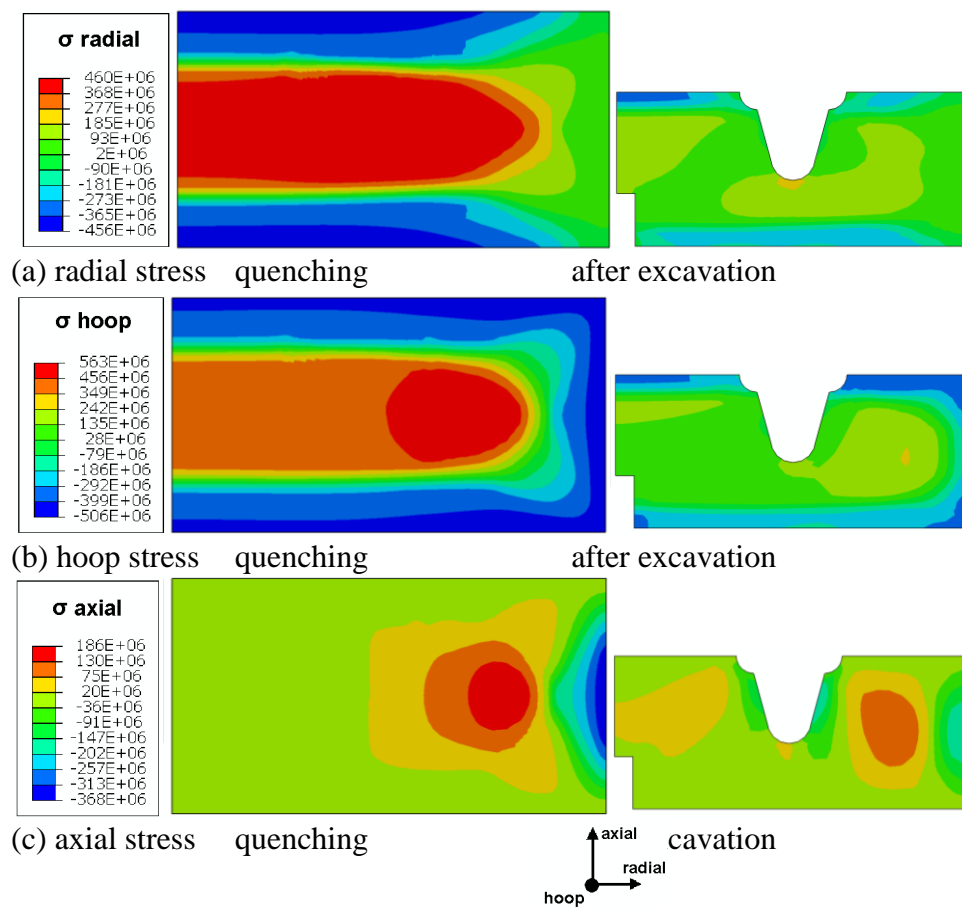 σ radial
460E+06
368E+06
277E+06
185E+06
93E+06
2E+06
-90E+06
-181E+06
-273E+06
-365E+06
-456E+06
(a) radial stress quenching after excavation
σ hoop
563E+06
456E+06
349E+06
242E+06
135E+06
28E+06
-79E+06
-186E+06
-292E+06
-399E+06
-506E+06
(b) hoop stress quenching after excavation
σ axial
186E+06
130E+06
75E+06
20E+06
-36E+06
-91E+06
-147E+06
-202E+06
-257E+06
-313E+06
-368E+06
(c) axial stress quenching cavation
axial
radial
hoop